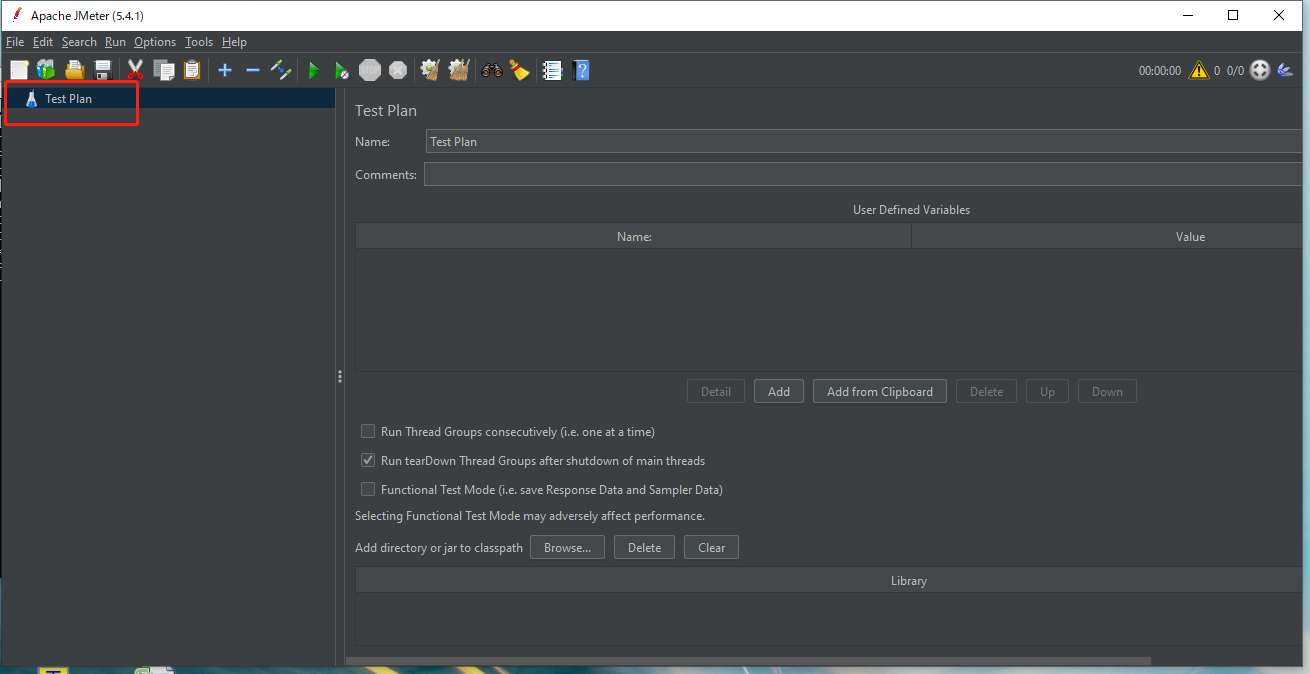 Apache JMeter (5.4.1)
File Edit Search Run Options Tools Help
STOP
00:00:00 0 0/0
Test Plan
Test Plan
Name: Test Plan
Comments:
User Defined Variables
Name: Value
Detail Add Add from Clipboard Delete Up Down
Run Thread Groups consecutively (i.e. one at a time)
Run tearDown Thread Groups after shutdown of main threads
Functional Test Mode (i.e. save Response Data and Sampler Data)
Selecting Functional Test Mode may adversely affect performance.
Add directory or jar to classpath Browse... Delete Clear
Library